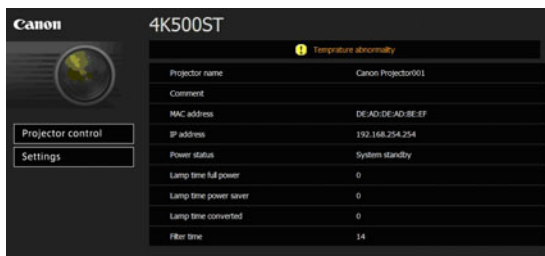 Canon
4K500ST
Temprature abnormality
Projector name Canon Projector001
Comment
MAC address DE:AD:DE:AD:BE:EF
Projector control
IP address 192.168.254.254
Settings
Power status System standby
Lamp time full power 0
Lamp time power saver 0
Lamp time converted 0
Filter time 14